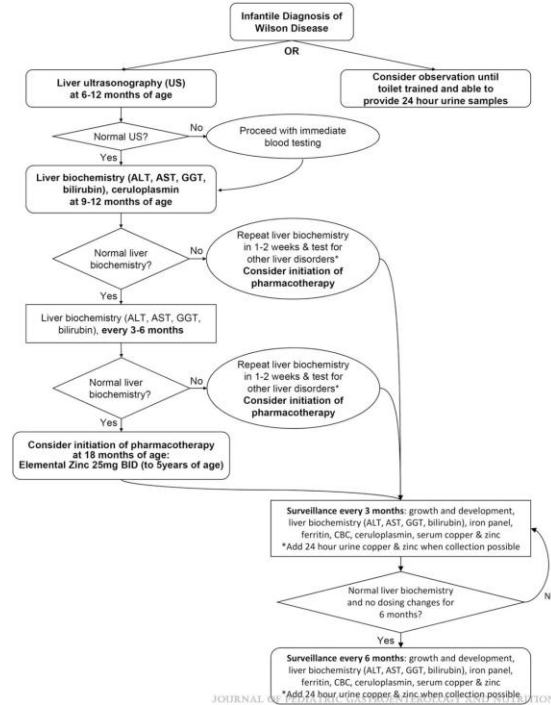 Infantile Diagnosis of
Wilson Disease
OR
Liver ultrasonography (US)
at 6-12 months of age
Consider observation until
toilet trained and able to
provide 24 hour urine samples
Normal US?
No
Proceed with immediate
blood testing
Yes
Liver biochemistry (ALT, AST, GGT,
bilirubin), ceruloplasmin
at 9-12 months of age
Normal liver
biochemistry?
No
Repeat liver biochemistry
in 1-2 weeks & test for
other liver disorders*
Consider initiation of
pharmacotherapy
Yes
Liver biochemistry (ALT, AST, GGT,
bilirubin), every 3-6 months
Normal liver
biochemistry?
No
Repeat liver biochemistry
in 1-2 weeks & test for
other liver disorders*
Consider initiation of
pharmacotherapy
Yes
Consider initiation of pharmacotherapy
at 18 months of age:
Elemental Zinc 25mg BID (to 5years of age)
Surveillance every 3 months: growth and development,
liver biochemistry (ALT, AST, GGT, bilirubin), iron panel,
ferritin, CBC, ceruloplasmin, serum copper & zinc
*Add 24 hour urine copper & zinc when collection possible
Normal liver biochemistry
and no dosing changes for
6 months?
N
Yes
Surveillance every 6 months: growth and development,
liver biochemistry (ALT, AST, GGT, bilirubin), iron panel,
ferritin, CBC, ceruloplasmin, serum copper & zinc
*Add 24 hour urine copper & zinc when collection possible
JOURNAL OF PEDIATRIC GASTROENTEROLOGY AND NUTRITION